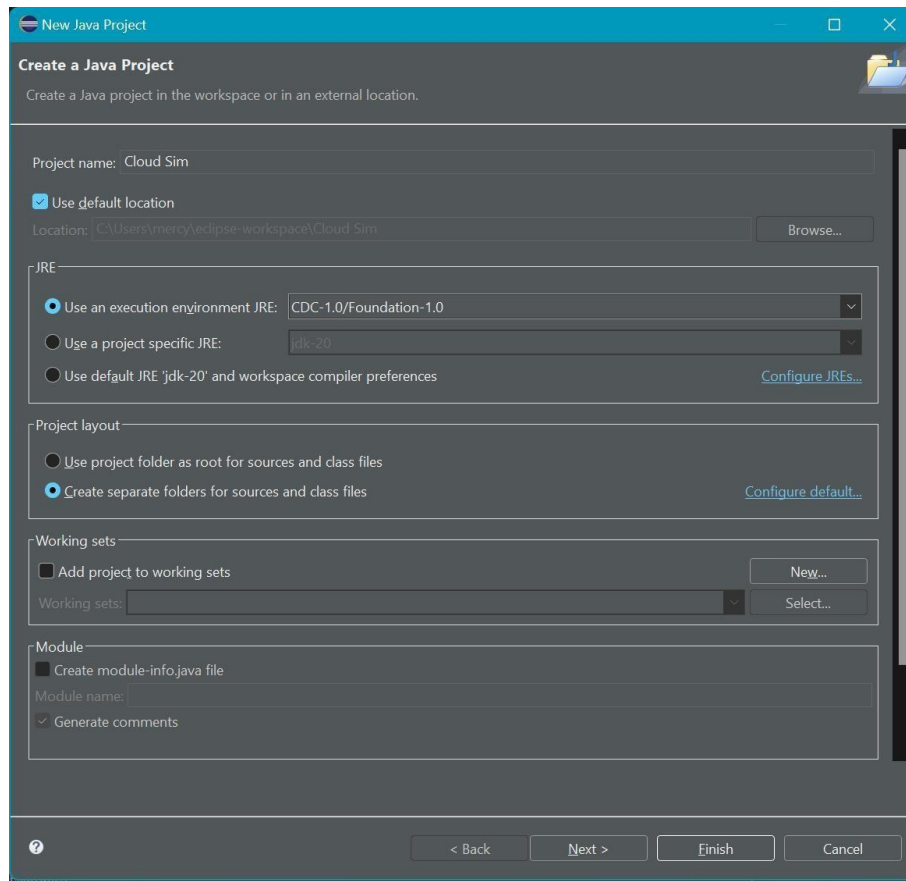 New Java Project
Create a Java Project
Create a Java project in the workspace or in an external location.
Project name: Cloud Sim
Use default location
Location: C:\Users\mercy\eclipse-workspace\Cloud Sim Browse...
JRE
Use an execution environment JRE: CDC-1.0/Foundation-1.0
Use a project specific JRE: jdk-20
Use default JRE 'jdk-20' and workspace compiler preferences Configure JREs...
Project layout
Use project folder as root for sources and class files
Create separate folders for sources and class files Configure default...
Working sets
Add project to working sets New...
Working sets: Select...
Module
Create module-info.java file
Module name:
Generate comments
? < Back Next > Finish Cancel